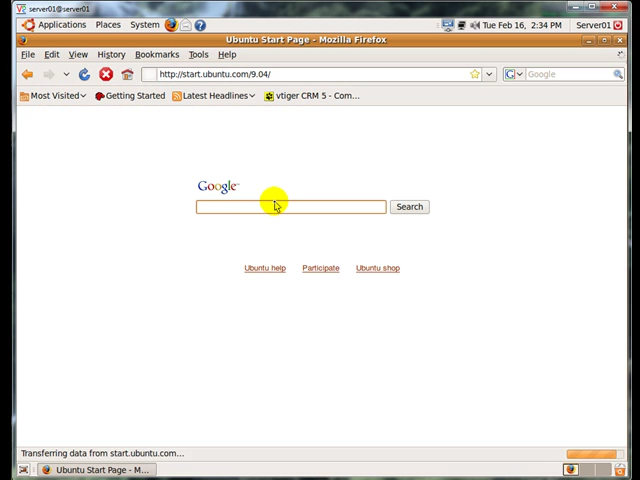 server01@server01
Applications Places System Tue Feb 16, 2:34 PM Server01
Ubuntu Start Page - Mozilla Firefox
File Edit View History Bookmarks Tools Help
http://start.ubuntu.com/9.04/ Google
Most Visited Getting Started Latest Headlines vtiger CRM 5 - Com...
Google™
Search
Ubuntu help Participate Ubuntu shop
Transferring data from start.ubuntu.com...
Ubuntu Start Page - M...